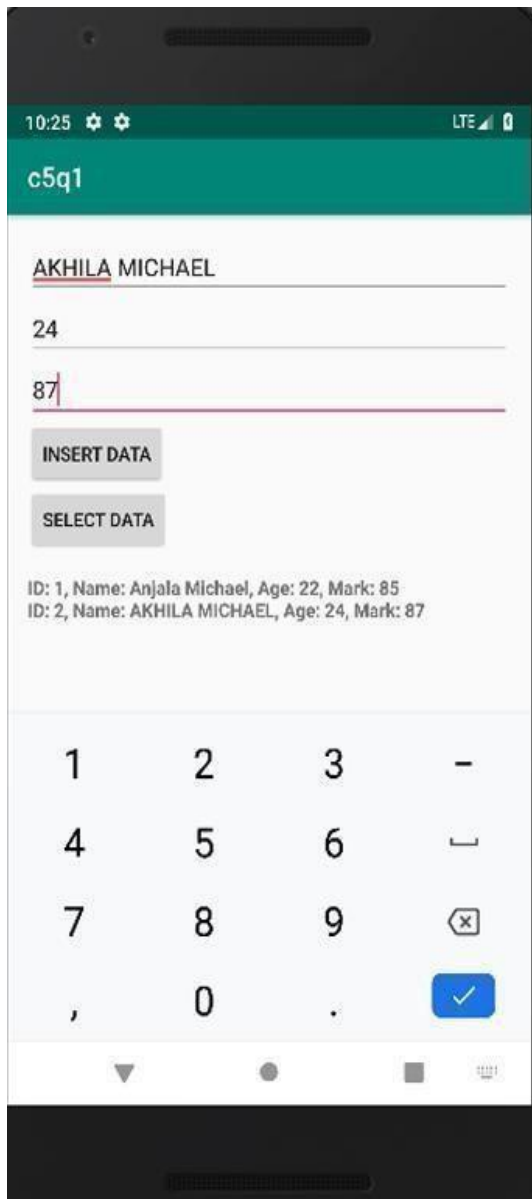 10:25 LTE
c5q1
AKHILA MICHAEL
24
87
INSERT DATA
SELECT DATA
ID: 1, Name: Anjala Michael, Age: 22, Mark: 85
ID: 2, Name: AKHILA MICHAEL, Age: 24, Mark: 87
1 2 3 -
4 5 6
7 8 9
, 0 .